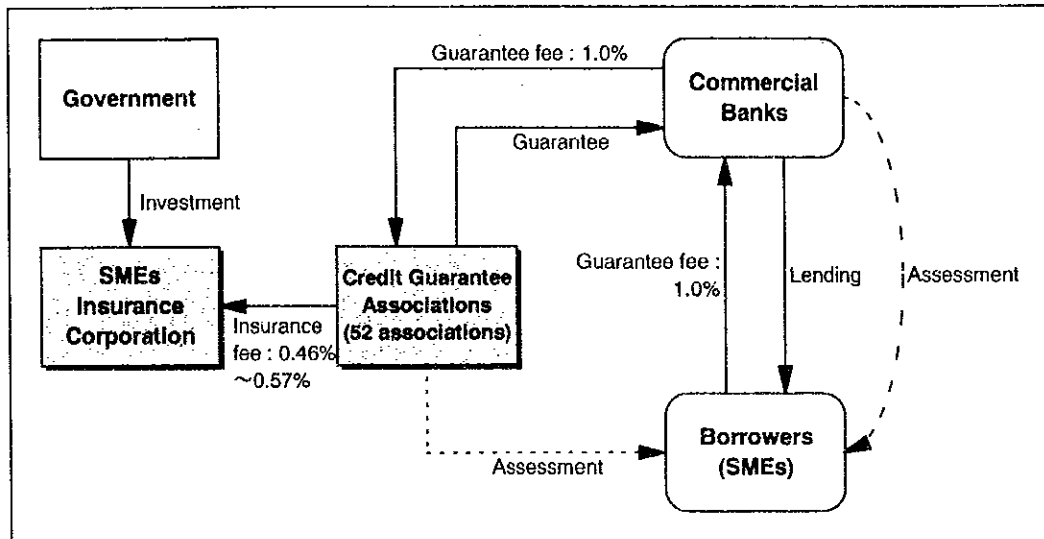 Government
Investment
SMEs
Insurance
Corporation
Guarantee fee : 1.0%
Guarantee
Credit Guarantee
Associations
(52 associations)
Insurance
fee : 0.46%
～0.57%
Assessment
Commercial
Banks
Guarantee fee :
1.0%
Lending
Assessment
Borrowers
(SMEs)